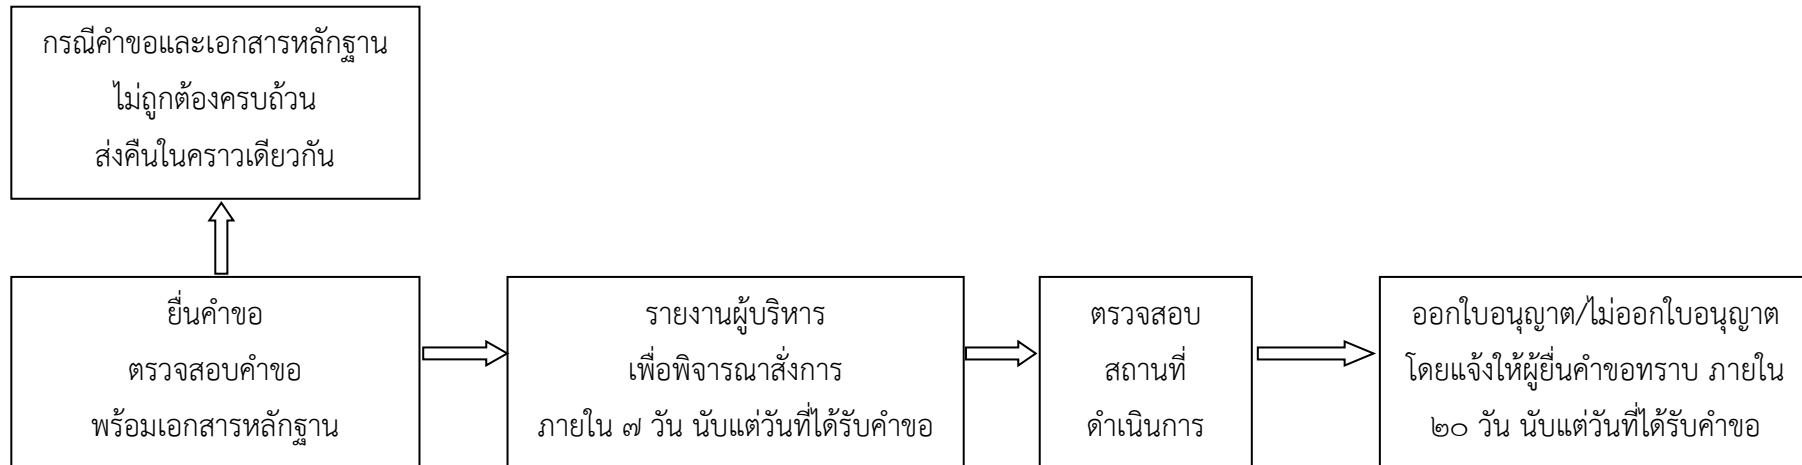 กรณีคำขอและเอกสารหลักฐาน
ไม่ถูกต้องครบถ้วน
ส่งคืนในคราวเดียวกัน
ยื่นคำขอ
ตรวจสอบคำขอ
พร้อมเอกสารหลักฐาน
รายงานผู้บริหาร
เพื่อพิจารณาสั่งการ
ภายใน ๗ วัน นับแต่วันที่ได้รับคำขอ
ตรวจสอบ
สถานที่
ดำเนินการ
ออกใบอนุญาต/ไม่ออกใบอนุญาต
โดยแจ้งให้ผู้ยื่นคำขอทราบ ภายใน
๒๐ วัน นับแต่วันที่ได้รับคำขอ